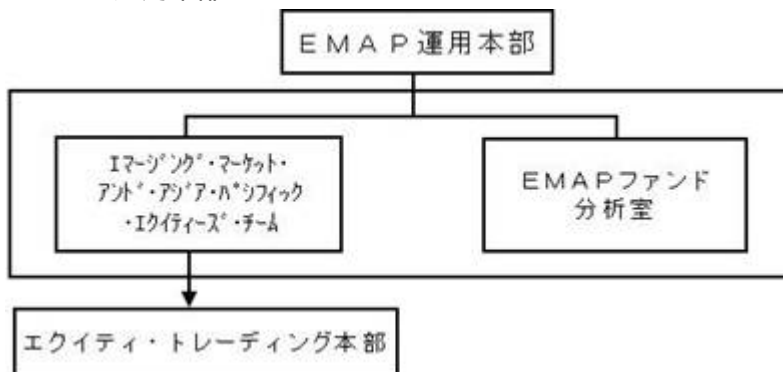 ＥＭＡＰ運用本部
ｴﾏｰｼﾞﾝｸﾞ・ﾏｰｹｯﾄ・
ｱﾝﾄﾞ・ｱｼﾞｱ・ﾊﾟｼﾌｨｯｸ
・ｴｸｲﾃｨｰｽﾞ・ﾁｰﾑ
ＥＭＡＰファンド
分析室
エクイティ・トレーディング本部